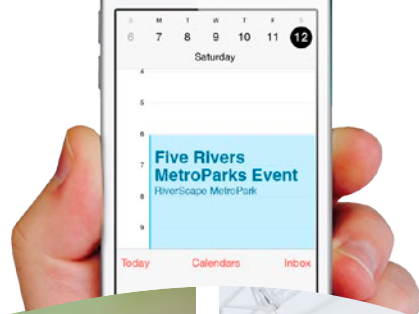 S M T W T F S
6 7 8 9 10 11 12
Saturday
4
5
6
7
Five Rivers
MetroParks Event
RiverScape MetroPark
8
9
Today Calendars Inbox